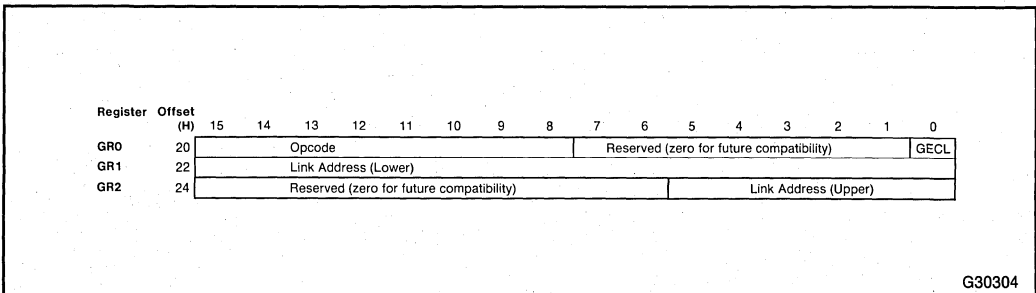 Register Offset
(H) 15 14 13 12 11 10 9 8 7 6 5 4 3 2 1 0
GR0 20 Opcode Reserved (zero for future compatibility) GECL
GR1 22 Link Address (Lower)
GR2 24 Reserved (zero for future compatibility) Link Address (Upper)
G30304